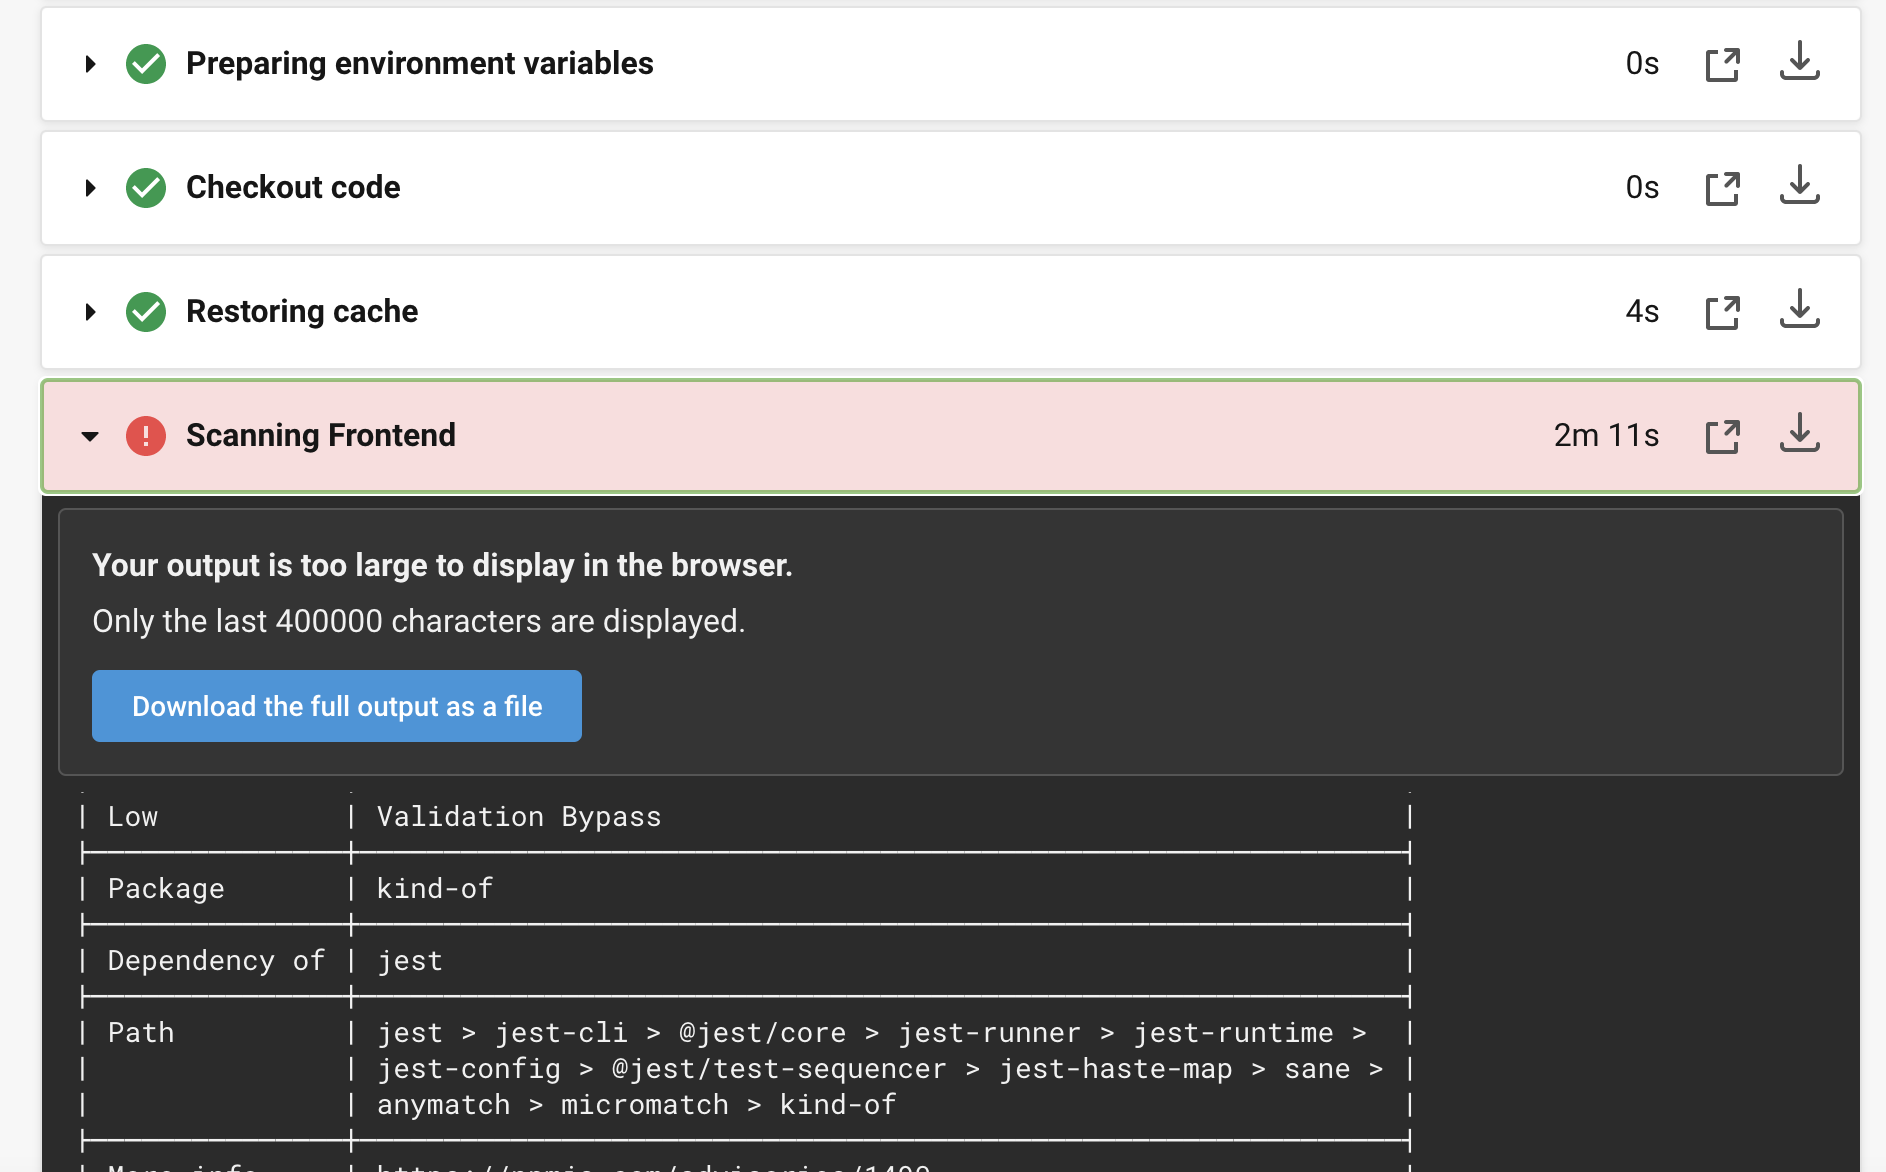 Preparing environment variables 0s
Checkout code 0s
Restoring cache 4s
Scanning Frontend 2m 11s
Your output is too large to display in the browser.
Only the last 400000 characters are displayed.
Download the full output as a file
| Low | Validation Bypass |
| Package | kind-of |
| Dependency of | jest |
| Path | jest > jest-cli > @jest/core > jest-runner > jest-runtime > |
| | jest-config > @jest/test-sequencer > jest-haste-map > sane > |
| | anymatch > micromatch > kind-of |